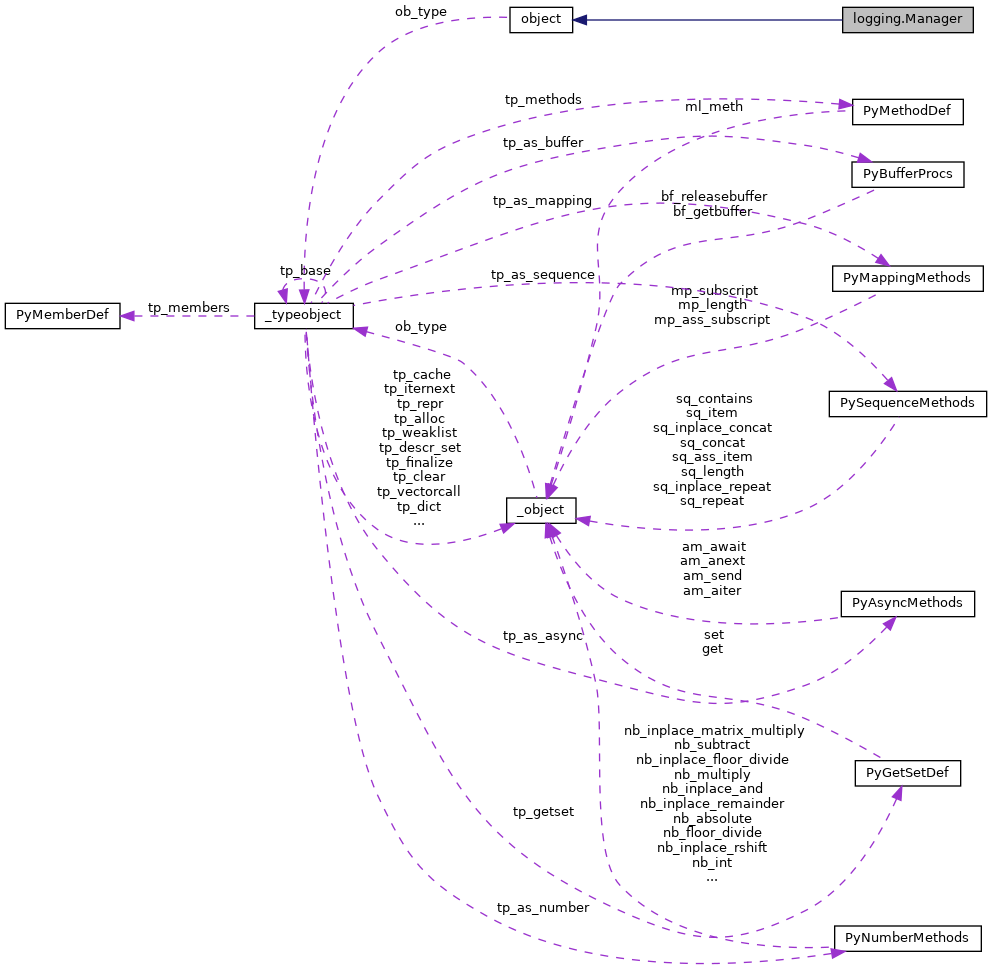 ob_type
object
logging.Manager
tp_methods
ml_meth
PyMethodDef
tp_as_buffer
PyBufferProcs
tp_as_mapping
bf_releasebuffer
bf_getbuffer
tp_base
tp_as_sequence
PyMappingMethods
mp_subscript
mp_length
mp_ass_subscript
PyMemberDef
tp_members
_typeobject
ob_type
tp_cache
tp_iternext
tp_repr
tp_alloc
tp_weaklist
tp_descr_set
tp_finalize
tp_clear
tp_vectorcall
tp_dict
...
sq_contains
sq_item
sq_inplace_concat
sq_concat
sq_ass_item
sq_length
sq_inplace_repeat
sq_repeat
PySequenceMethods
_object
am_await
am_anext
am_send
am_aiter
PyAsyncMethods
tp_as_async
set
get
nb_inplace_matrix_multiply
nb_subtract
nb_inplace_floor_divide
nb_multiply
nb_inplace_and
nb_inplace_remainder
nb_absolute
nb_floor_divide
nb_inplace_rshift
nb_int
...
PyGetSetDef
tp_getset
tp_as_number
PyNumberMethods